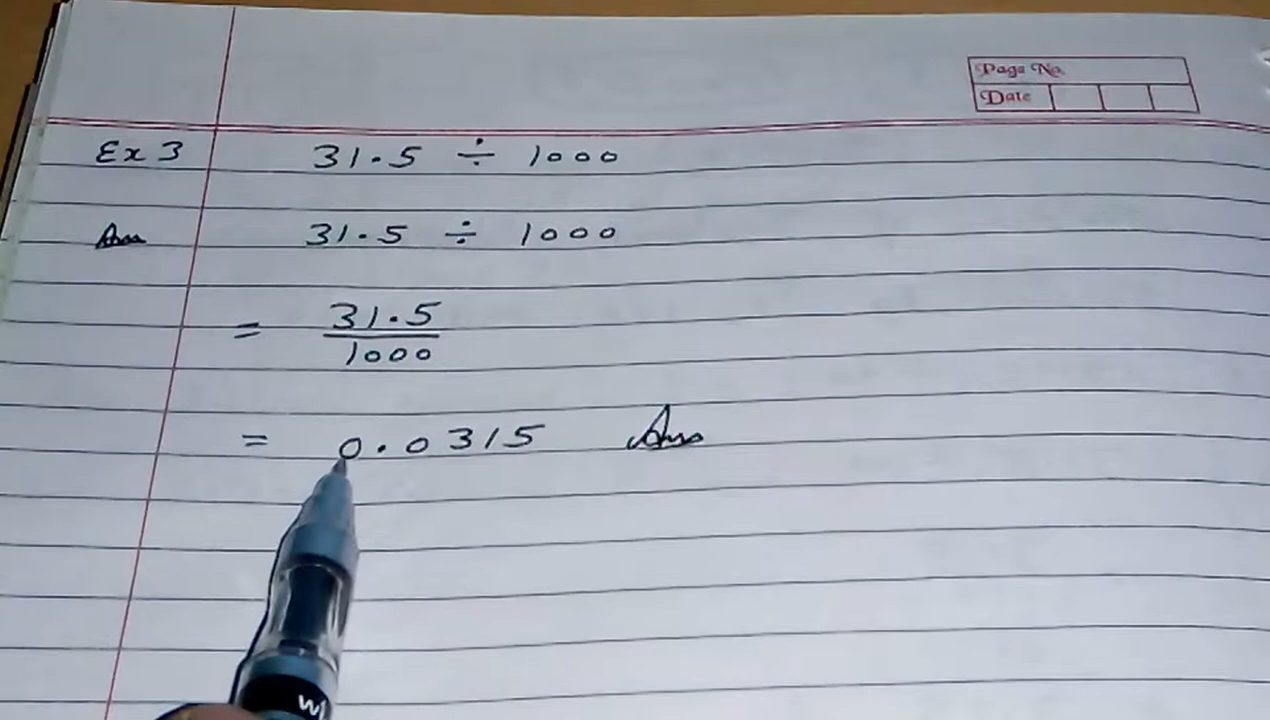 Page No.
Date
Ex 3 31.5 ÷ 1000
Ans 31.5 ÷ 1000
= 31.5
1000
= 0.0315 Ans